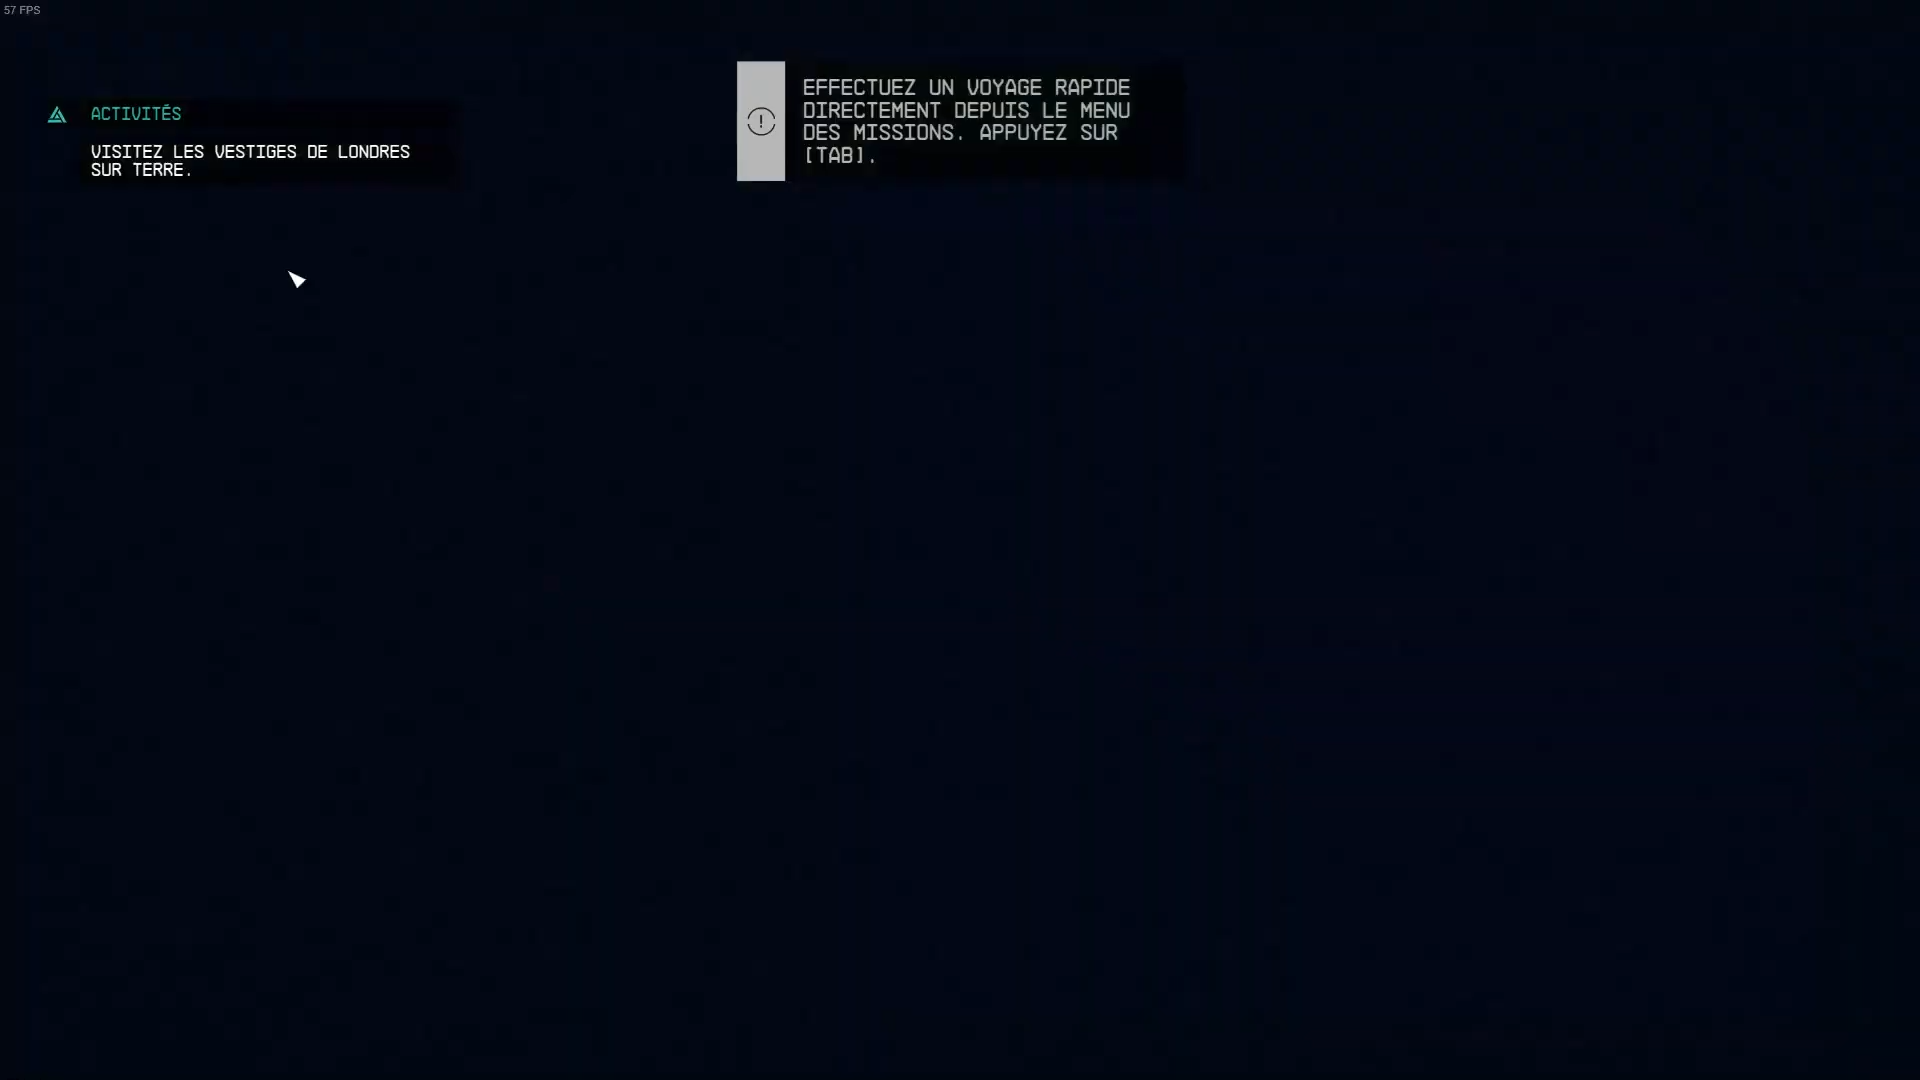 57 FPS
ACTIVITÉS
VISITEZ LES VESTIGES DE LONDRES
SUR TERRE.
EFFECTUEZ UN VOYAGE RAPIDE
DIRECTEMENT DEPUIS LE MENU
DES MISSIONS. APPUYEZ SUR
[TAB].